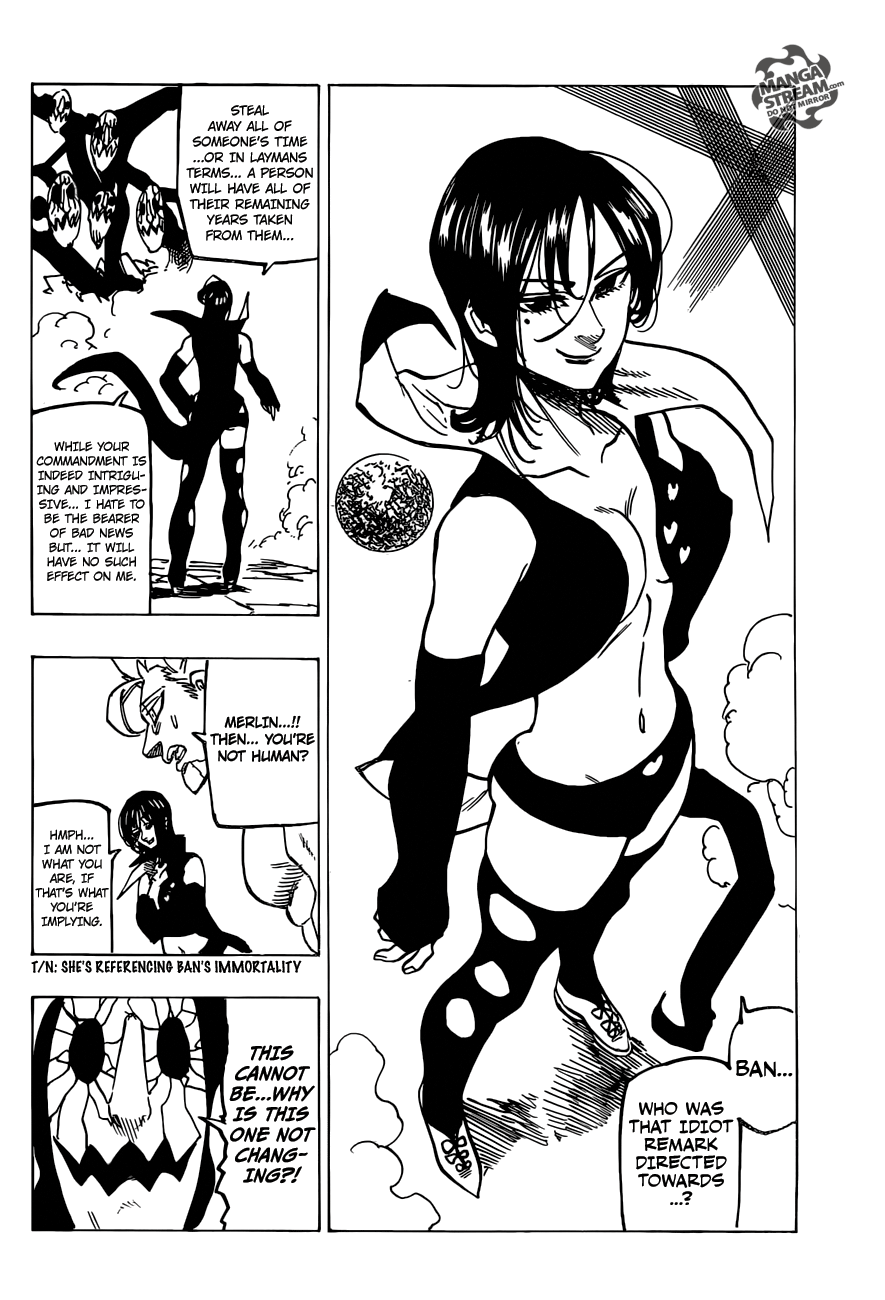 MANGA
STREAM.com
DO NOT MIRROR
BAN...
WHO WAS
THAT IDIOT
REMARK
DIRECTED
TOWARDS
...?
STEAL
AWAY ALL OF
SOMEONE'S TIME
...OR IN LAYMANS
TERMS... A PERSON
WILL HAVE ALL OF
THEIR REMAINING
YEARS TAKEN
FROM THEM...
WHILE YOUR
COMMANDMENT IS
INDEED INTRIGU-
ING AND IMPRES-
SIVE... I HATE TO
BE THE BEARER
OF BAD NEWS
BUT... IT WILL
HAVE NO SUCH
EFFECT ON ME.
MERLIN...!!
THEN... YOU'RE
NOT HUMAN?
HMPH...
I AM NOT
WHAT YOU
ARE, IF
THAT'S WHAT
YOU'RE
IMPLYING.
T/N: SHE'S REFERENCING BAN'S IMMORTALITY
THIS
CANNOT
BE...WHY
IS THIS
ONE NOT
CHANG-
ING?!